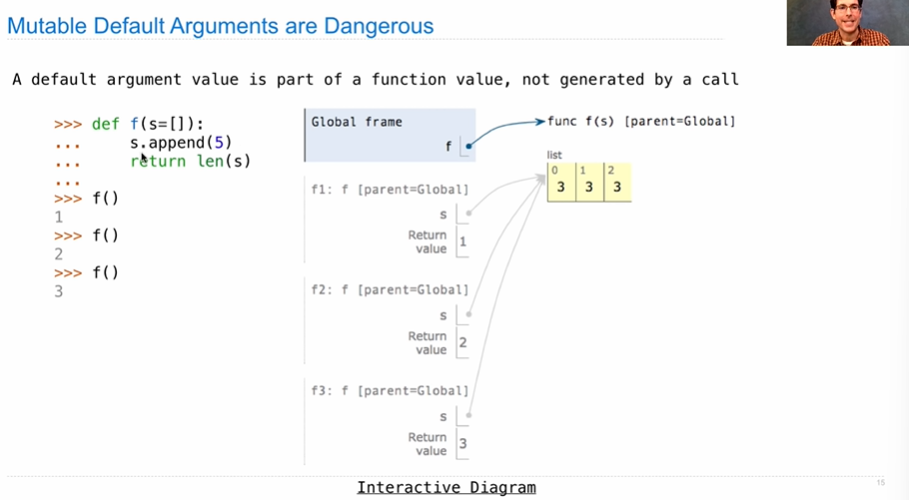 Mutable Default Arguments are Dangerous
A default argument value is part of a function value, not generated by a call
>>> def f(s=[]):
...     s.append(5)
...     return len(s)
...
>>> f()
1
>>> f()
2
>>> f()
3
Global frame
f
func f(s) [parent=Global]
list
0 1 2
3 3 3
f1: f [parent=Global]
s
Return
value 1
f2: f [parent=Global]
s
Return
value 2
f3: f [parent=Global]
s
Return
value 3
Interactive Diagram
15